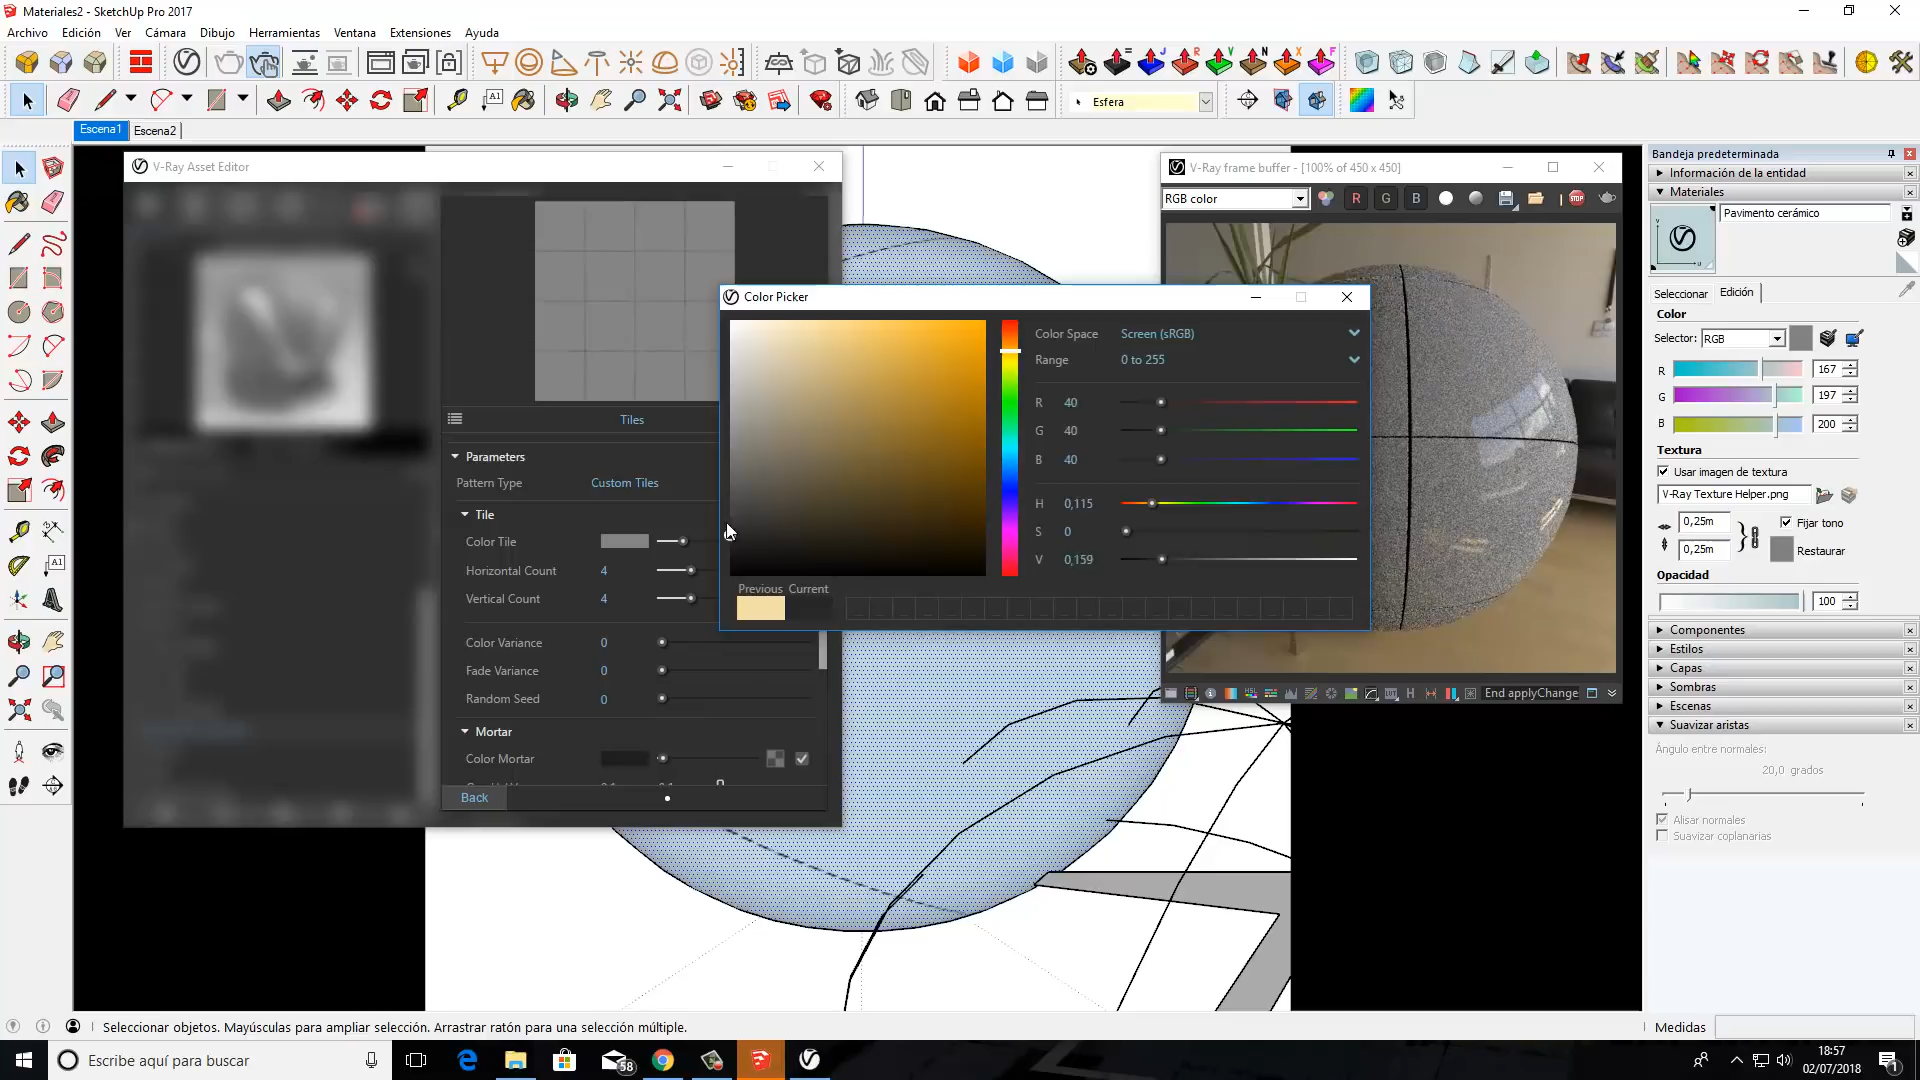 Materiales2 - SketchUp Pro 2017
Archivo Edición Ver Cámara Dibujo Herramientas Ventana Extensiones Ayuda
= J R V N X F
A1
Esfera
Escena1 Escena2
V-Ray Asset Editor
Tiles
Parameters
Pattern Type Custom Tiles
Tile
Color Tile
Horizontal Count 4
Vertical Count 4
Color Variance 0
Fade Variance 0
Random Seed 0
Mortar
Color Mortar
Back
Color Picker
Color Space Screen (sRGB)
Range 0 to 255
R 40
G 40
B 40
H 0,115
S 0
V 0,159
Previous Current
V-Ray frame buffer - [100% of 450 x 450]
RGB color R G B STOP
End applyChange
Bandeja predeterminada
Información de la entidad
Materiales
Pavimento cerámico
Seleccionar Edición
Color
Selector: RGB
R 167
G 197
B 200
Textura
Usar imagen de textura
V-Ray Texture Helper.png
0,25m Fijar tono
0,25m Restaurar
Opacidad
100
Componentes
Estilos
Capas
Sombras
Escenas
Suavizar aristas
Ángulo entre normales:
20,0 grados
Alisar normales
Suavizar coplanarias
A1
Seleccionar objetos. Mayúsculas para ampliar selección. Arrastrar ratón para una selección múltiple.
Medidas
Escribe aquí para buscar
58
18:57
02/07/2018
1